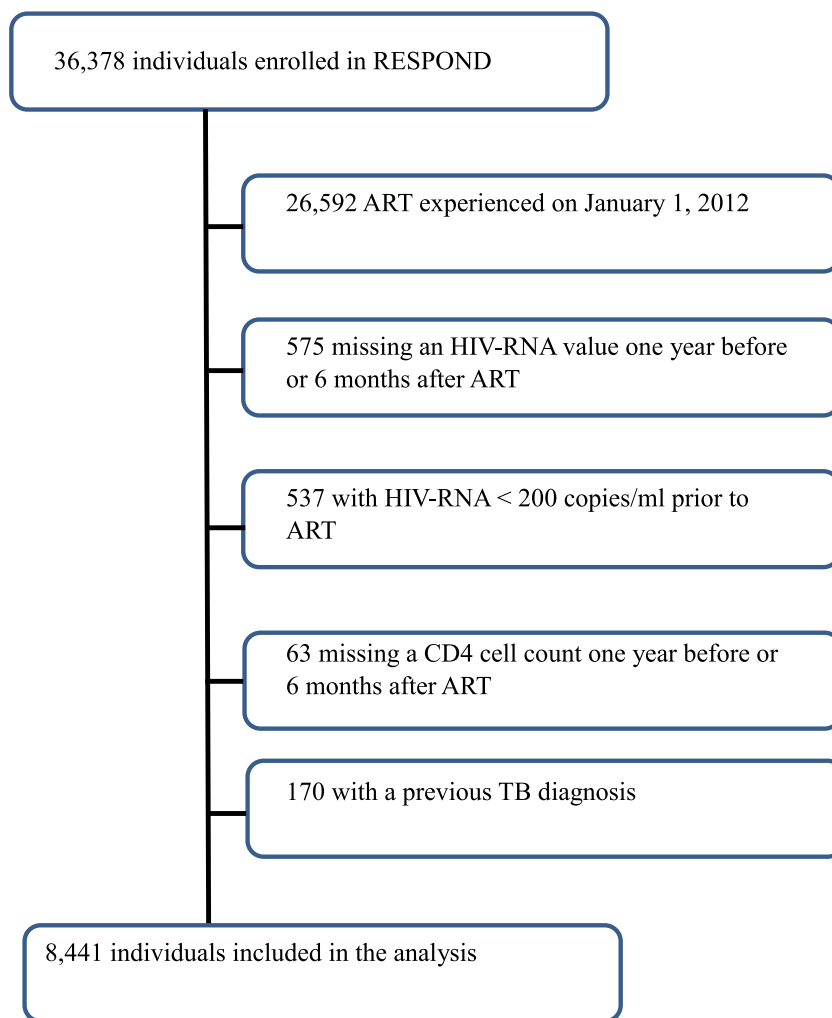 36,378 individuals enrolled in RESPOND
26,592 ART experienced on January 1, 2012
575 missing an HIV-RNA value one year before
or 6 months after ART
537 with HIV-RNA < 200 copies/ml prior to
ART
63 missing a CD4 cell count one year before or
6 months after ART
170 with a previous TB diagnosis
8,441 individuals included in the analysis